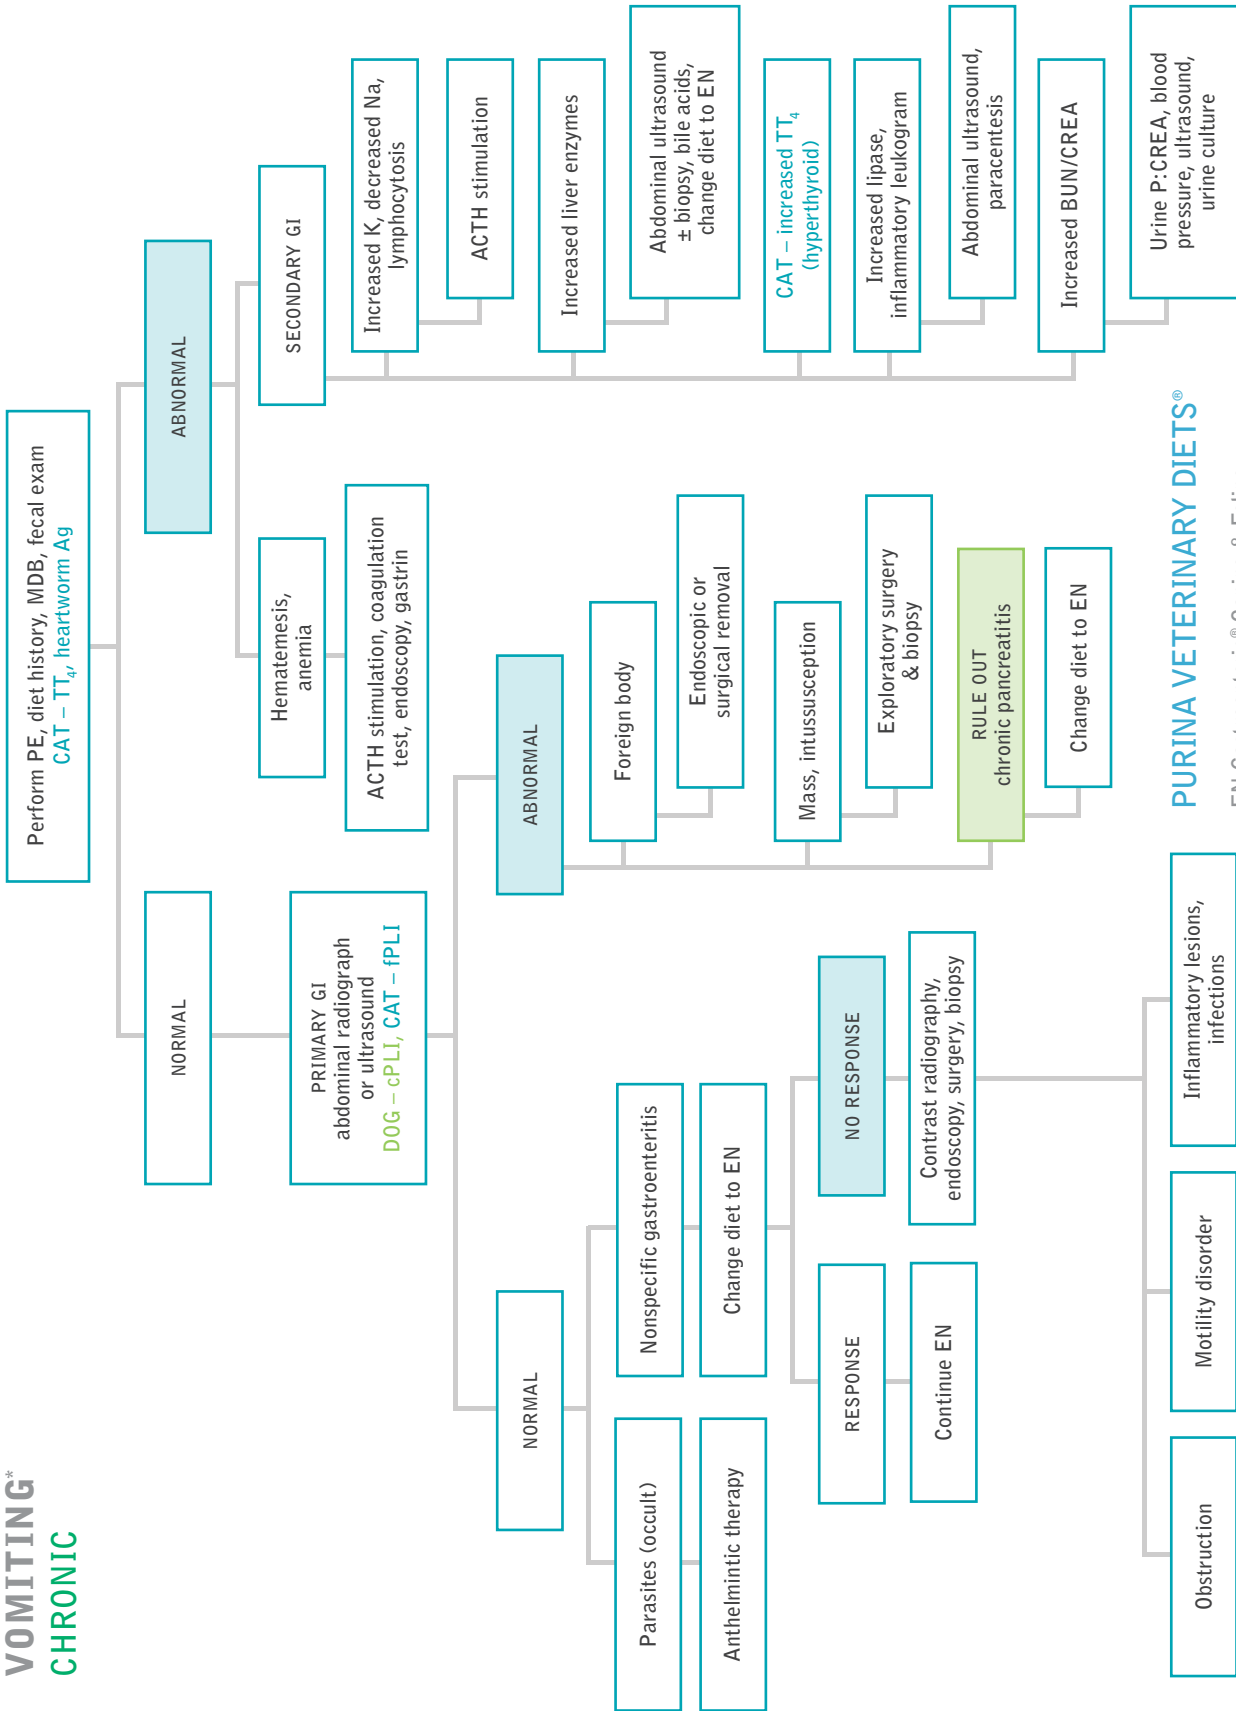 VOMITING*
CHRONIC
Perform PE, diet history, MDB, fecal exam
CAT – TT₄, heartworm Ag
NORMAL
PRIMARY GI
abdominal radiograph
or ultrasound
DOG – cPLI, CAT – fPLI
NORMAL
Parasites (occult)
Anthelmintic therapy
Nonspecific gastroenteritis
Change diet to EN
RESPONSE
Continue EN
NO RESPONSE
Contrast radiography,
endoscopy, surgery, biopsy
Obstruction
Motility disorder
Inflammatory lesions,
infections
ABNORMAL
Foreign body
Endoscopic or
surgical removal
Mass, intussusception
Exploratory surgery
& biopsy
RULE OUT
chronic pancreatitis
Change diet to EN
ABNORMAL
Hematemesis,
anemia
ACTH stimulation, coagulation
test, endoscopy, gastrin
SECONDARY GI
Increased K, decreased Na,
lymphocytosis
ACTH stimulation
Increased liver enzymes
Abdominal ultrasound
± biopsy, bile acids,
change diet to EN
CAT – increased TT₄
(hyperthyroid)
Increased lipase,
inflammatory leukogram
Abdominal ultrasound,
paracentesis
Increased BUN/CREA
Urine P:CREA, blood
pressure, ultrasound,
urine culture
PURINA VETERINARY DIETS®